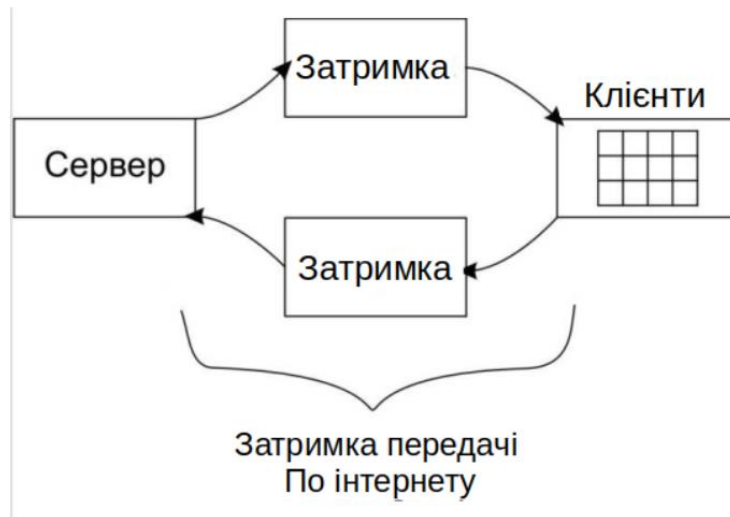 Затримка
Клієнти
Сервер
Затримка
Затримка передачі
По інтернету